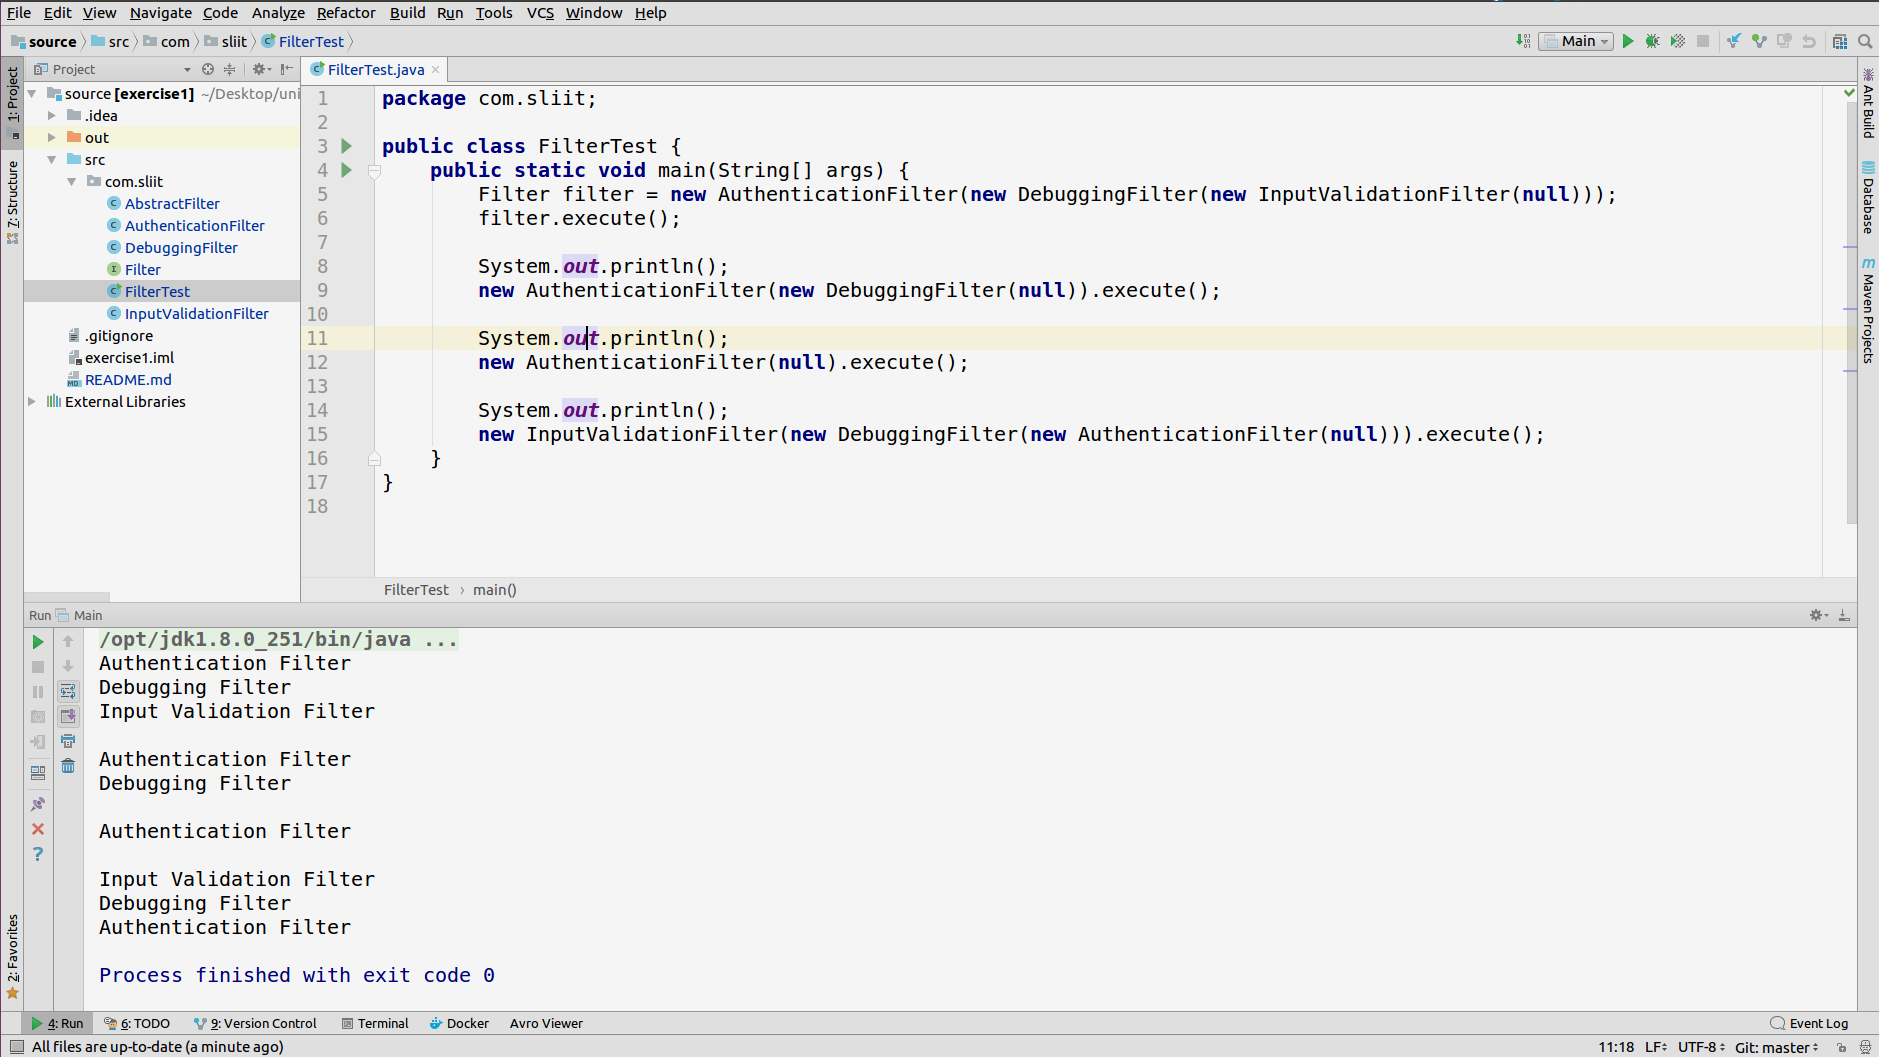 File Edit View Navigate Code Analyze Refactor Build Run Tools VCS Window Help
source src com sliit FilterTest Main
1: Project
7: Structure
2: Favorites
Project
source [exercise1] ~/Desktop/uni
.idea
out
src
com.sliit
AbstractFilter
AuthenticationFilter
DebuggingFilter
Filter
FilterTest
InputValidationFilter
.gitignore
exercise1.iml
README.md
External Libraries
FilterTest.java
1 package com.sliit;
2
3 public class FilterTest {
4     public static void main(String[] args) {
5         Filter filter = new AuthenticationFilter(new DebuggingFilter(new InputValidationFilter(null)));
6         filter.execute();
7
8         System.out.println();
9         new AuthenticationFilter(new DebuggingFilter(null)).execute();
10
11         System.out.println();
12         new AuthenticationFilter(null).execute();
13
14         System.out.println();
15         new InputValidationFilter(new DebuggingFilter(new AuthenticationFilter(null))).execute();
16     }
17 }
18
FilterTest › main()
Ant Build
Database
Maven Projects
Run Main
/opt/jdk1.8.0_251/bin/java ...
Authentication Filter
Debugging Filter
Input Validation Filter
Authentication Filter
Debugging Filter
Authentication Filter
Input Validation Filter
Debugging Filter
Authentication Filter
Process finished with exit code 0
4: Run 6: TODO 9: Version Control Terminal Docker Avro Viewer Event Log
All files are up-to-date (a minute ago) 11:18 LF UTF-8 Git: master